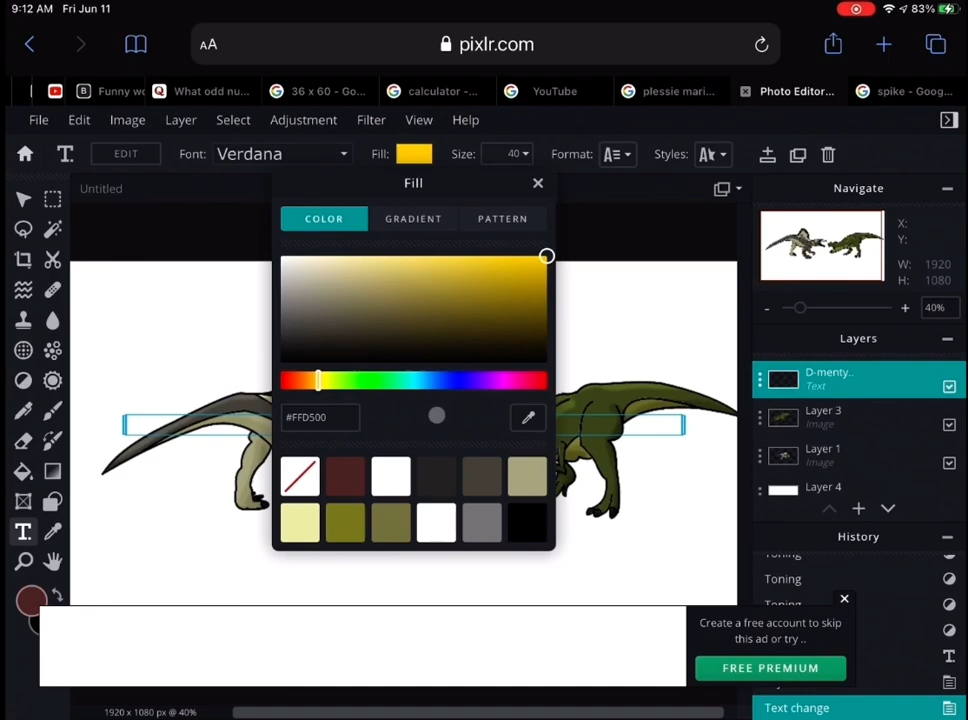 9:12 AM Fri Jun 11
83%
AA pixlr.com
Funny wo What odd nu... 36 x 60 - Go... calculator -... YouTube plessie mari... Photo Editor... spike - Goog...
File Edit Image Layer Select Adjustment Filter View Help
T. EDIT Font: Verdana Fill: Size: 40 Format: Styles:
Untitled
Fill
COLOR GRADIENT PATTERN
#FFD500
Navigate
X:
Y:
W: 1920
H: 1080
- + 40%
Layers
D-menty..
Text
Layer 3
Image
Layer 1
Image
Layer 4
History
Toning
Text change
Create a free account to skip
this ad or try ..
FREE PREMIUM
1920 x 1080 px @ 40%